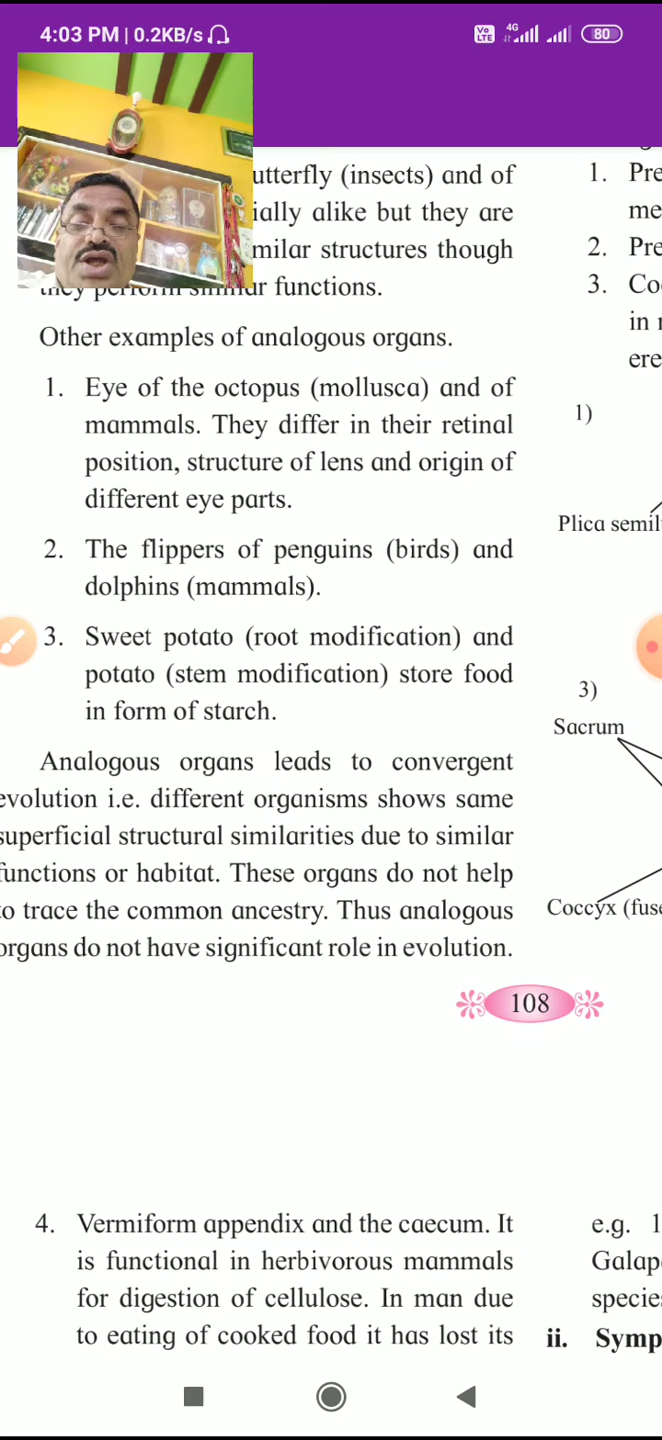 4:03 PM | 0.2KB/s
Vo LTE 4G 80
utterfly (insects) and of
ially alike but they are
milar structures though
they perform similar functions.
Other examples of analogous organs.
1. Eye of the octopus (mollusca) and of
mammals. They differ in their retinal
position, structure of lens and origin of
different eye parts.
2. The flippers of penguins (birds) and
dolphins (mammals).
3. Sweet potato (root modification) and
potato (stem modification) store food
in form of starch.
Analogous organs leads to convergent
evolution i.e. different organisms shows same
superficial structural similarities due to similar
functions or habitat. These organs do not help
to trace the common ancestry. Thus analogous
organs do not have significant role in evolution.
108
4. Vermiform appendix and the caecum. It
is functional in herbivorous mammals
for digestion of cellulose. In man due
to eating of cooked food it has lost its
1. Pre
me
2. Pre
3. Co
in
ere
1)
Plica semil
3)
Sacrum
Coccyx (fuse
e.g. 1
Galap
species
ii. Symp